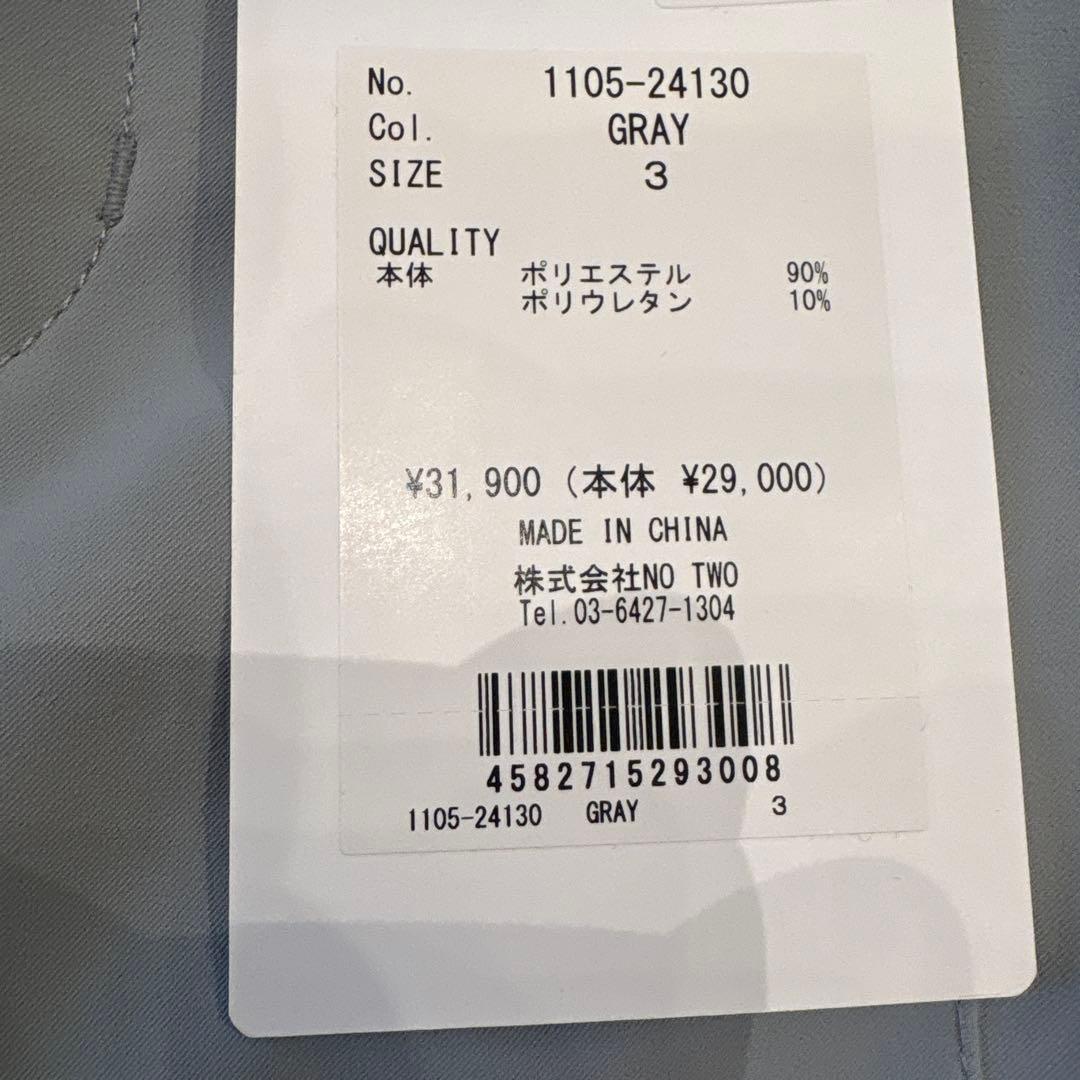 No. 1105-24130
Col. GRAY
SIZE 3
QUALITY
本体 ポリエステル 90%
ポリウレタン 10%
¥31,900 (本体 ¥29,000)
MADE IN CHINA
株式会社NO TWO
Tel.03-6427-1304
4582715293008
1105-24130 GRAY 3